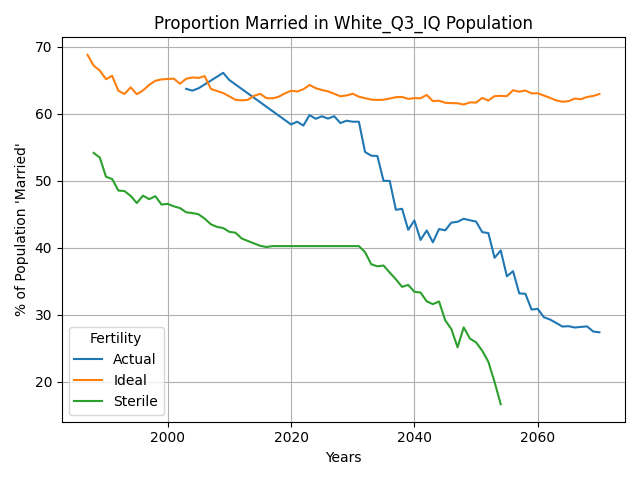 Proportion Married in White_Q3_IQ Population
% of Population 'Married'
70
60
50
40
30
20
Fertility
Actual
Ideal
Sterile
2000
2020
2040
2060
Years